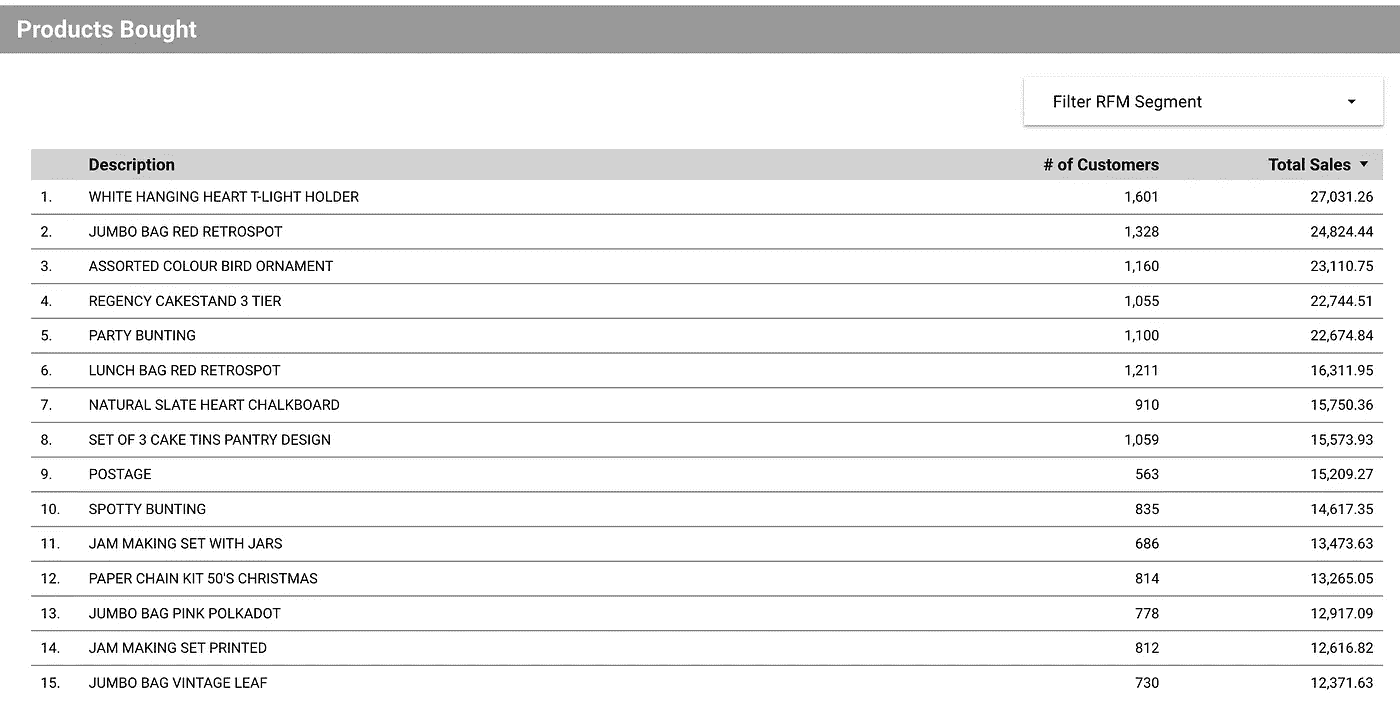 Products Bought
Filter RFM Segment
Description # of Customers Total Sales
1. WHITE HANGING HEART T-LIGHT HOLDER 1,601 27,031.26
2. JUMBO BAG RED RETROSPOT 1,328 24,824.44
3. ASSORTED COLOUR BIRD ORNAMENT 1,160 23,110.75
4. REGENCY CAKESTAND 3 TIER 1,055 22,744.51
5. PARTY BUNTING 1,100 22,674.84
6. LUNCH BAG RED RETROSPOT 1,211 16,311.95
7. NATURAL SLATE HEART CHALKBOARD 910 15,750.36
8. SET OF 3 CAKE TINS PANTRY DESIGN 1,059 15,573.93
9. POSTAGE 563 15,209.27
10. SPOTTY BUNTING 835 14,617.35
11. JAM MAKING SET WITH JARS 686 13,473.63
12. PAPER CHAIN KIT 50'S CHRISTMAS 814 13,265.05
13. JUMBO BAG PINK POLKADOT 778 12,917.09
14. JAM MAKING SET PRINTED 812 12,616.82
15. JUMBO BAG VINTAGE LEAF 730 12,371.63